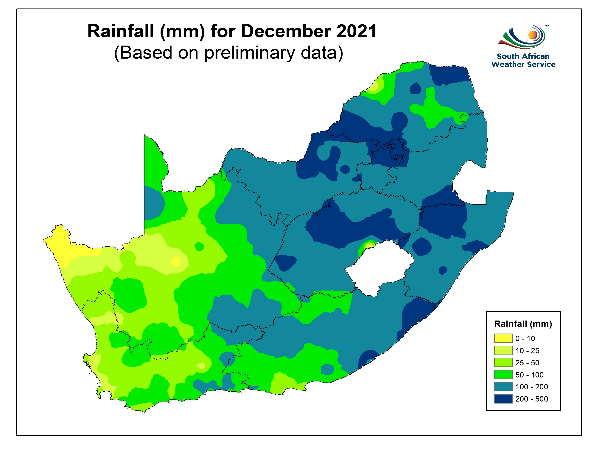 Rainfall (mm) for December 2021
(Based on preliminary data)
South African
Weather Service
Rainfall (mm)
0 - 10
10 - 25
25 - 50
50 - 100
100 - 200
200 - 500